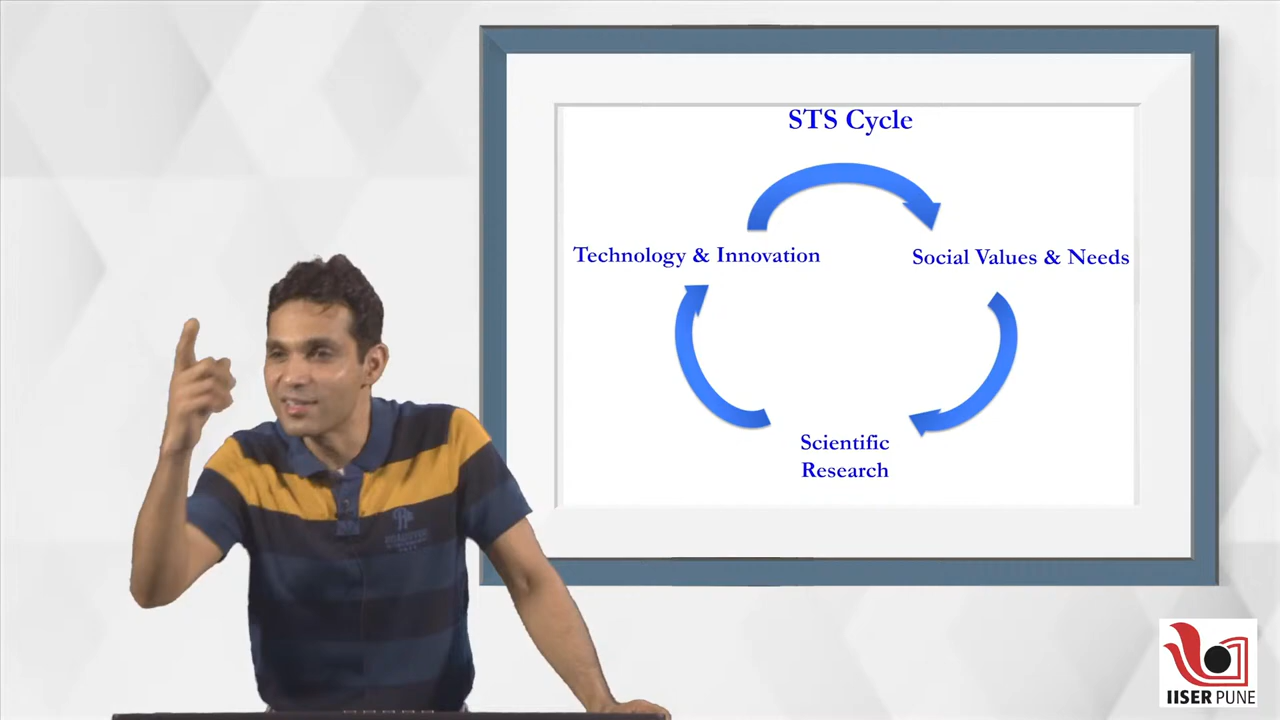 STS Cycle
Technology & Innovation
Social Values & Needs
Scientific
Research
IISER PUNE